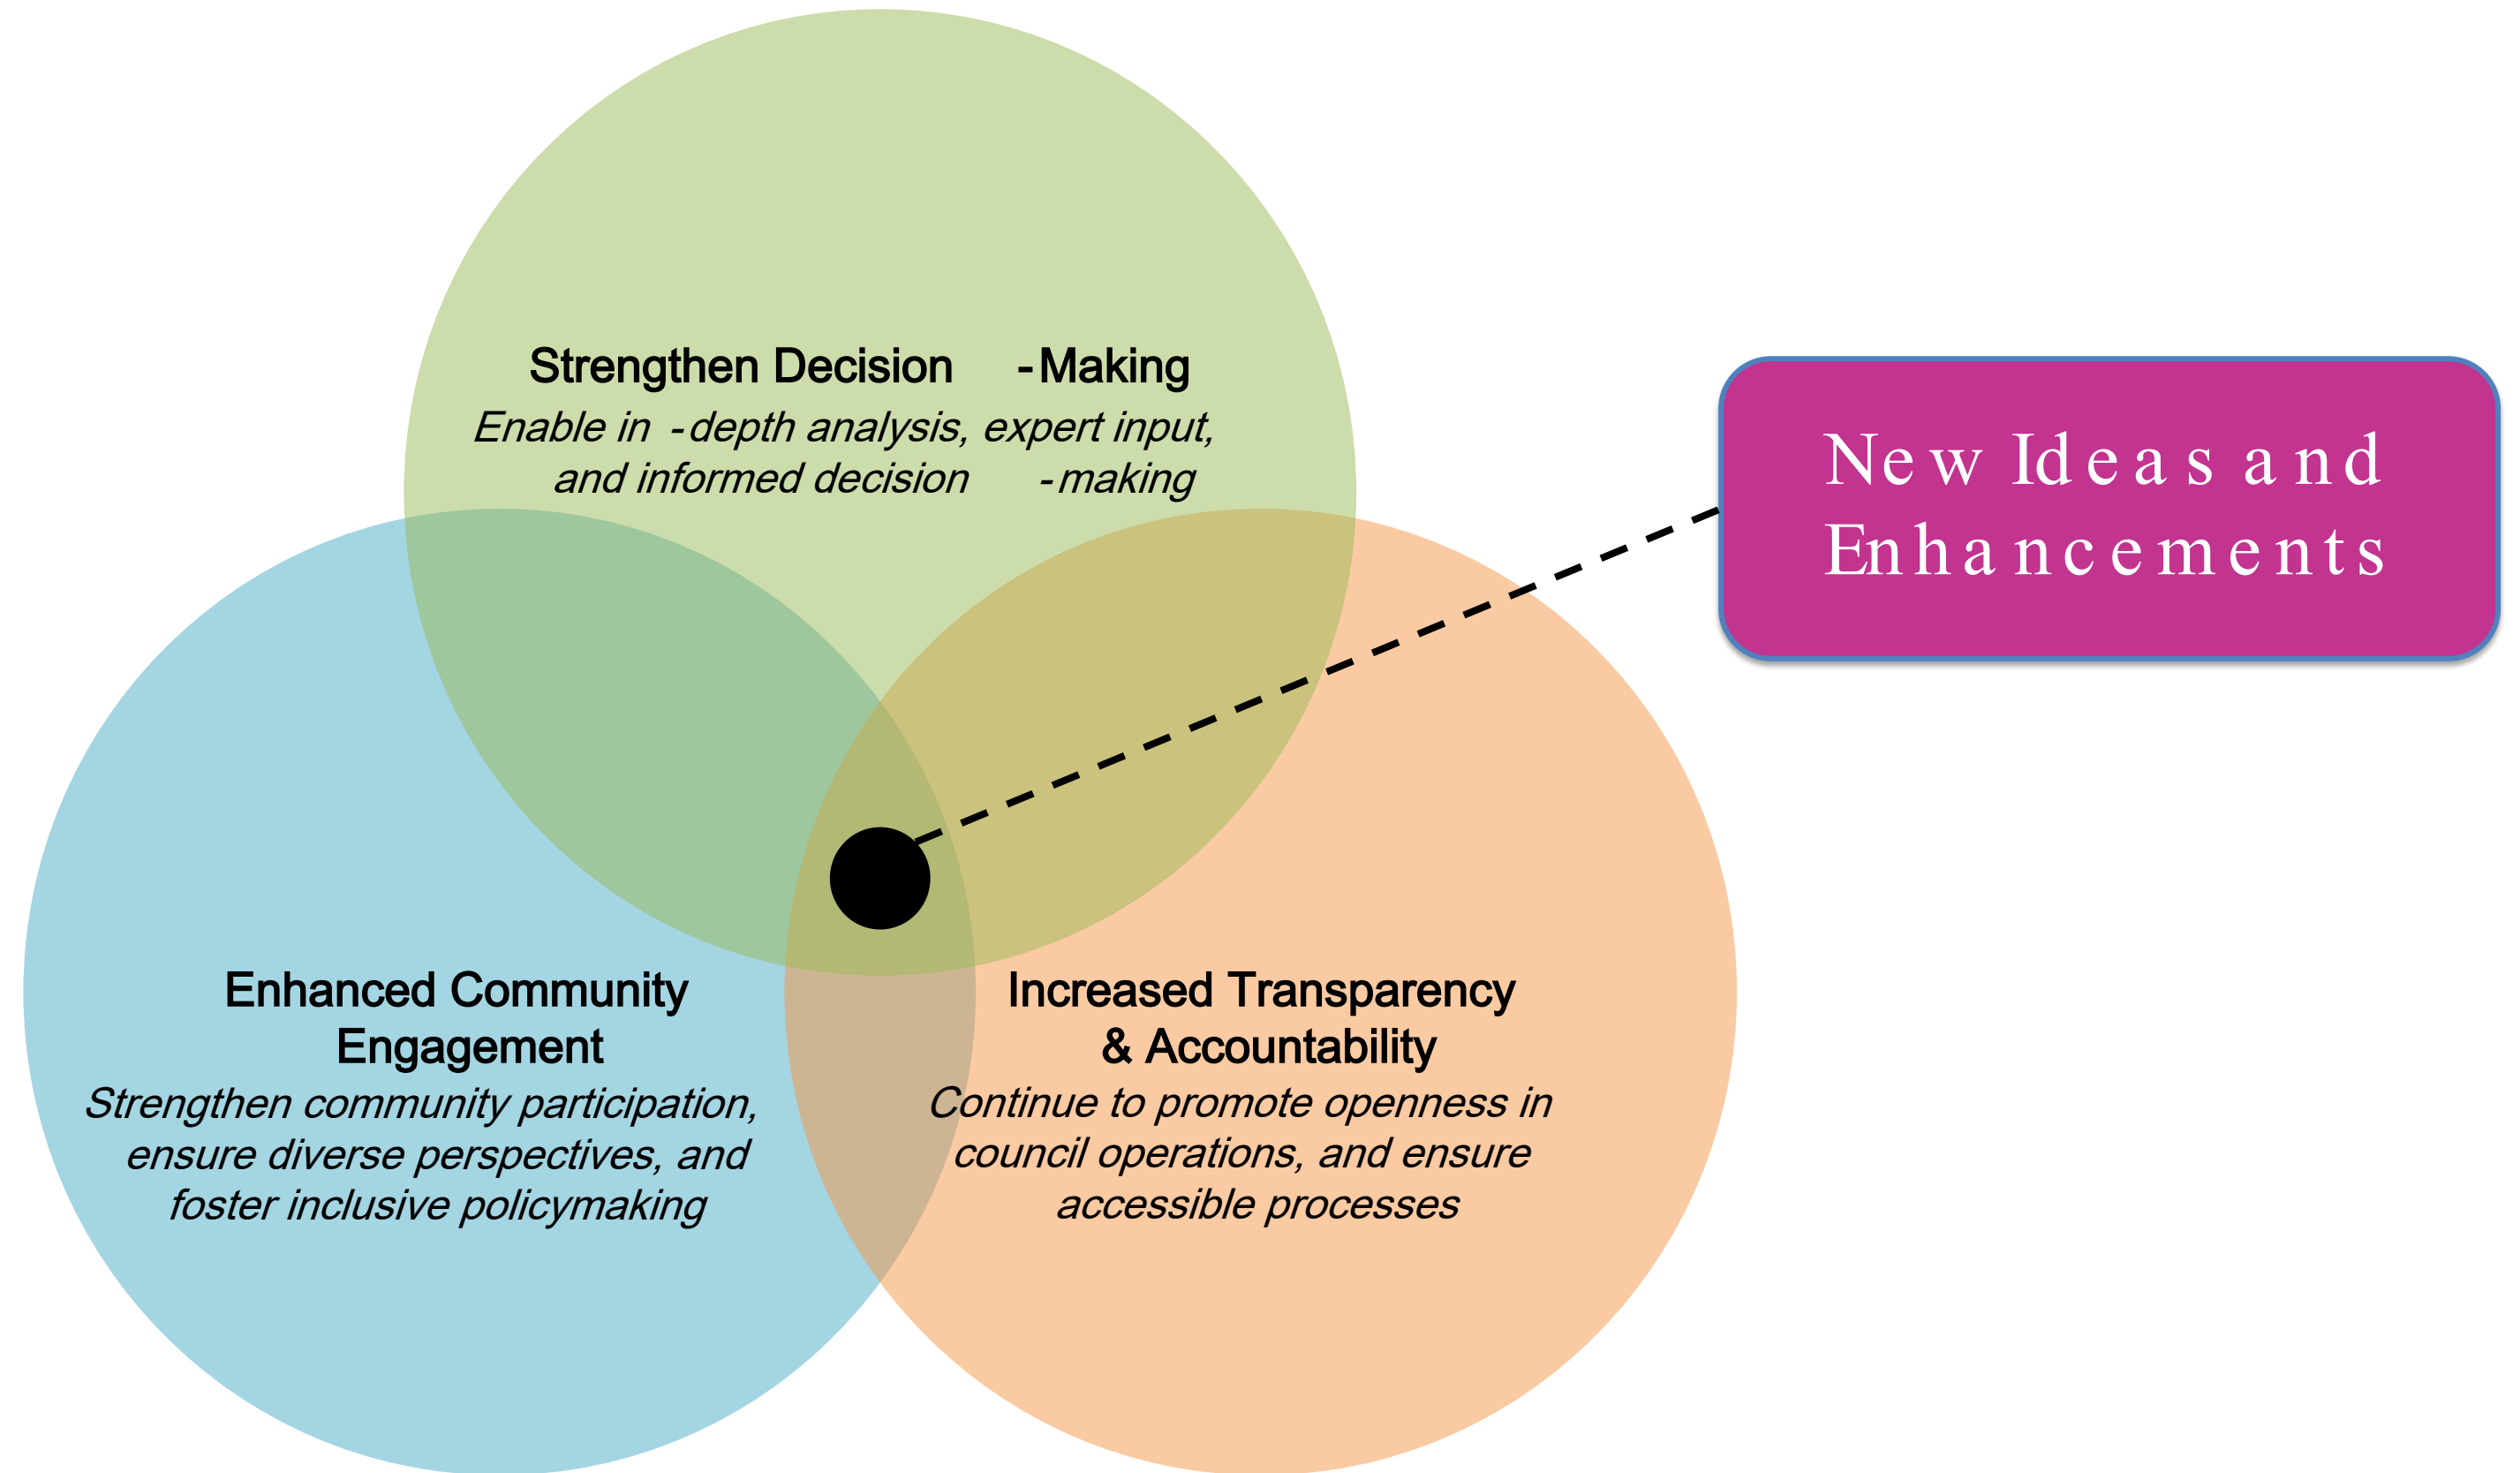 Strengthen Decision -Making
Enable in -depth analysis, expert input,
and informed decision -making
New Ideas and
Enhancements
Enhanced Community
Engagement
Strengthen community participation,
ensure diverse perspectives, and
foster inclusive policymaking
Increased Transparency
& Accountability
Continue to promote openness in
council operations, and ensure
accessible processes